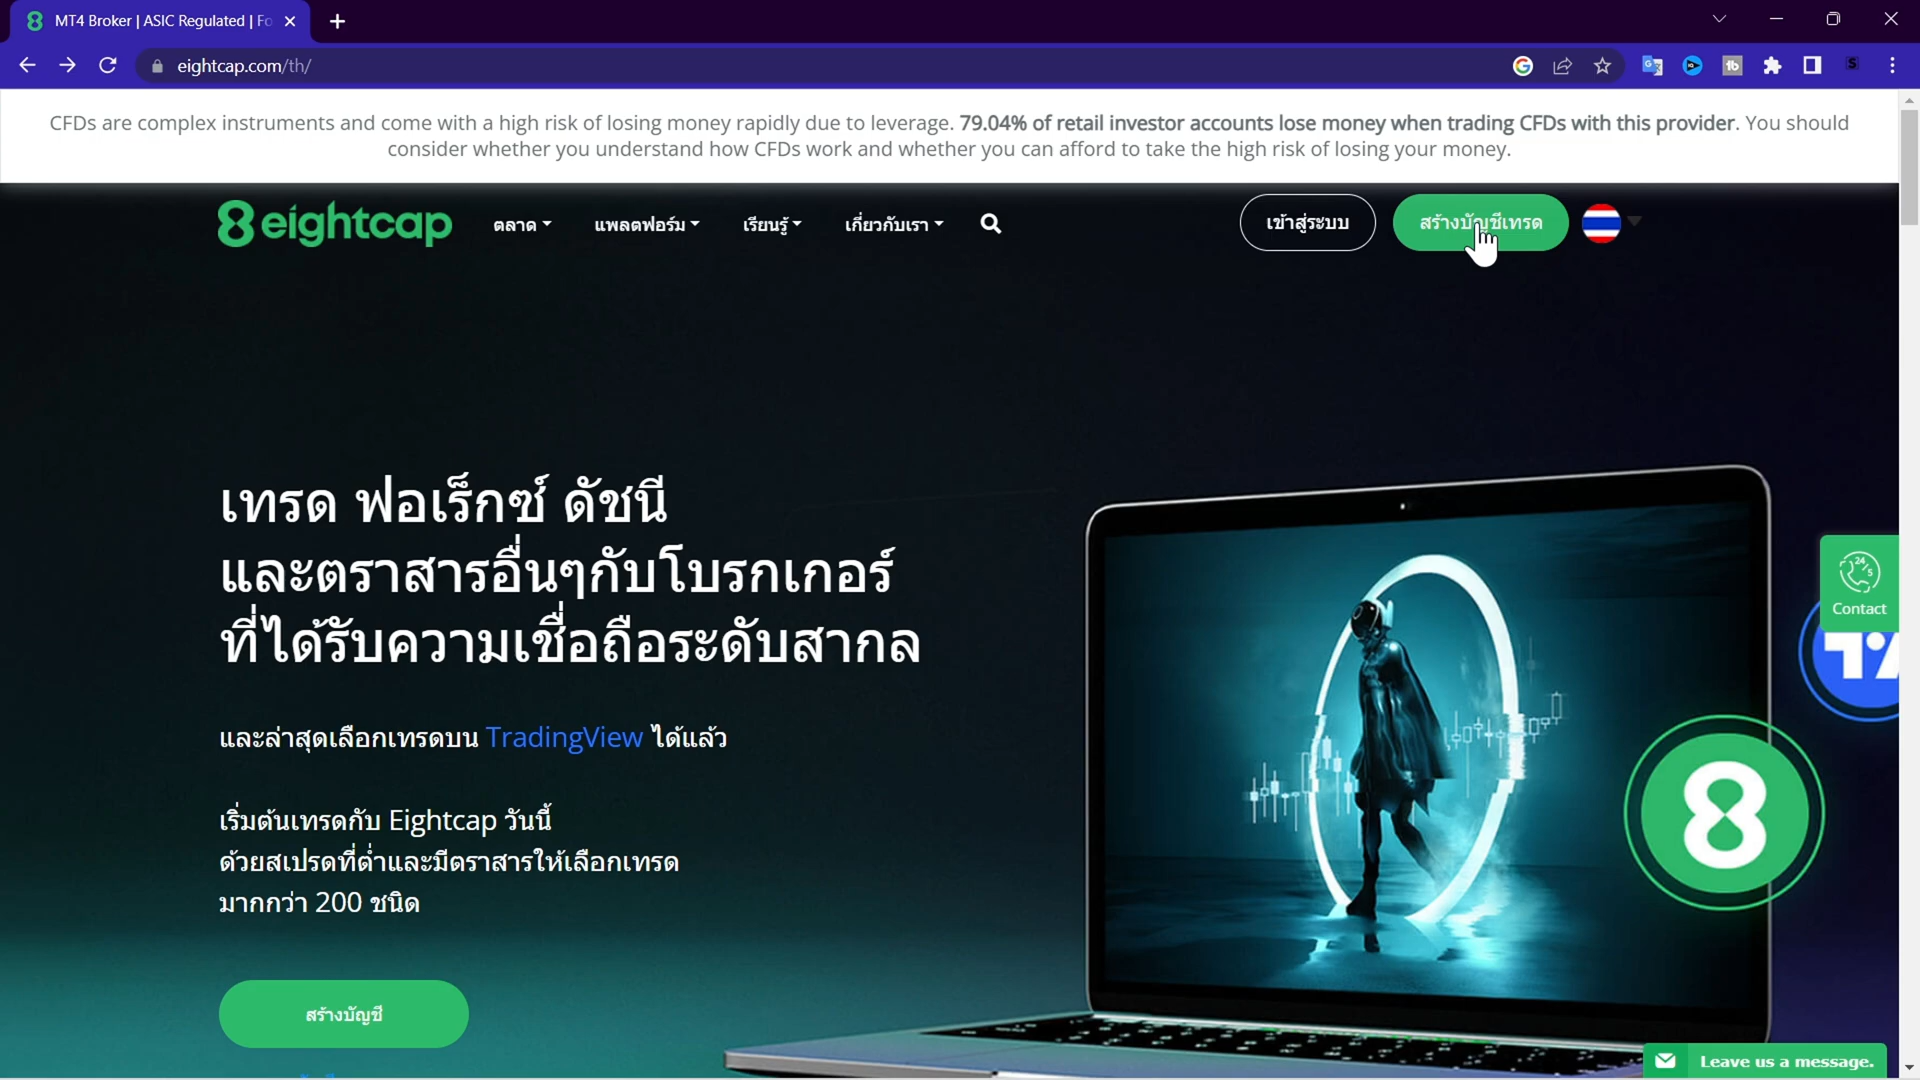 MT4 Broker | ASIC Regulated | Fo
eightcap.com/th/
CFDs are complex instruments and come with a high risk of losing money rapidly due to leverage. 79.04% of retail investor accounts lose money when trading CFDs with this provider. You should
consider whether you understand how CFDs work and whether you can afford to take the high risk of losing your money.
8 eightcap ตลาด แพลตฟอร์ม เรียนรู้ เกี่ยวกับเรา เข้าสู่ระบบ สร้างบัญชีเทรด
เทรด ฟอเร็กซ์ ดัชนี
และตราสารอื่นๆกับโบรกเกอร์
ที่ได้รับความเชื่อถือระดับสากล
24/5
Contact
และล่าสุดเลือกเทรดบน TradingView ได้แล้ว
เริ่มต้นเทรดกับ Eightcap วันนี้
ด้วยสเปรดที่ต่ำและมีตราสารให้เลือกเทรด
มากกว่า 200 ชนิด
8
สร้างบัญชี
Leave us a message.